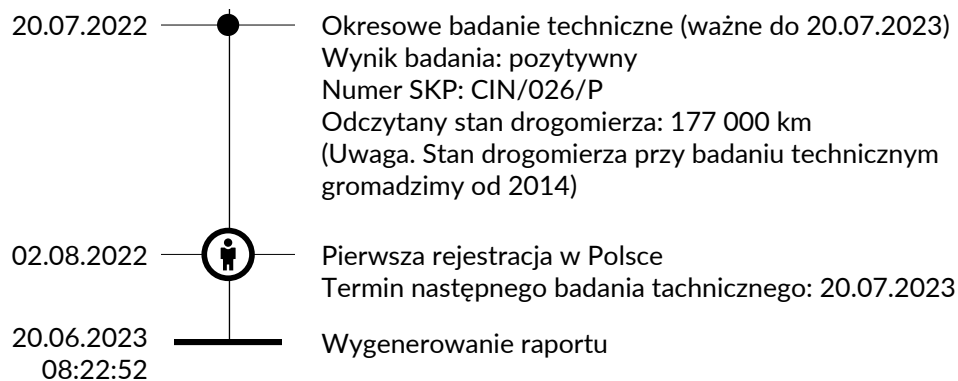 20.07.2022
Okresowe badanie techniczne (ważne do 20.07.2023)
Wynik badania: pozytywny
Numer SKP: CIN/026/P
Odczytany stan drogomierza: 177 000 km
(Uwaga. Stan drogomierza przy badaniu technicznym
gromadzimy od 2014)
02.08.2022
Pierwsza rejestracja w Polsce
Termin następnego badania tachnicznego: 20.07.2023
20.06.2023
08:22:52
Wygenerowanie raportu